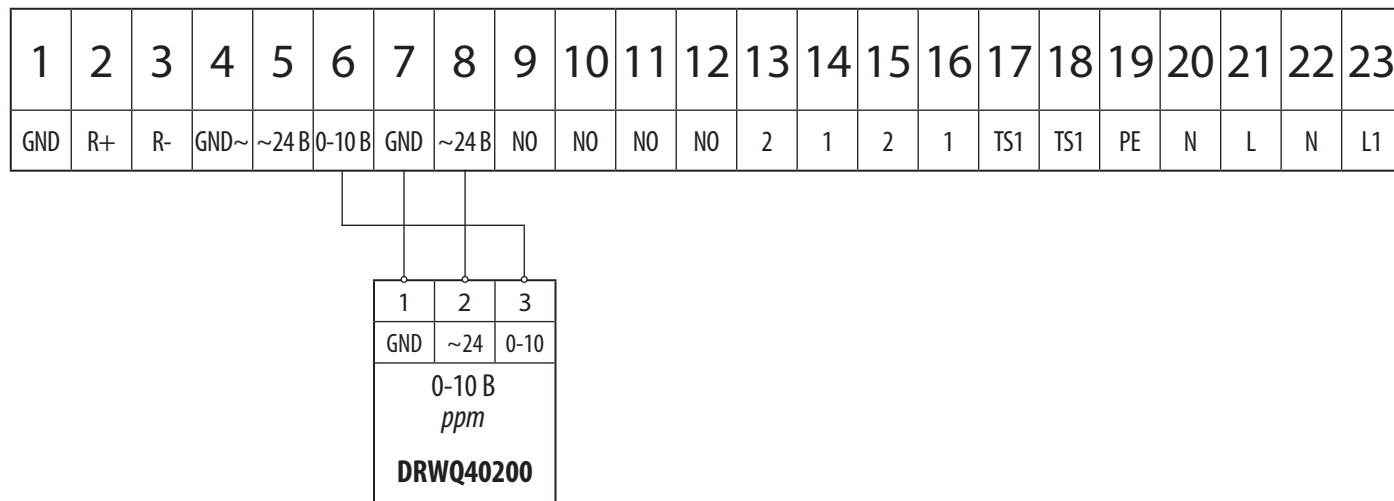 1 2 3 4 5 6 7 8 9 10 11 12 13 14 15 16 17 18 19 20 21 22 23
GND R+ R- GND~ ~24 В 0-10 В GND ~24 В NO NO NO NO 2 1 2 1 TS1 TS1 PE N L N L1
1 2 3
GND ~24 0-10
0-10 В
ppm
DRWQ40200